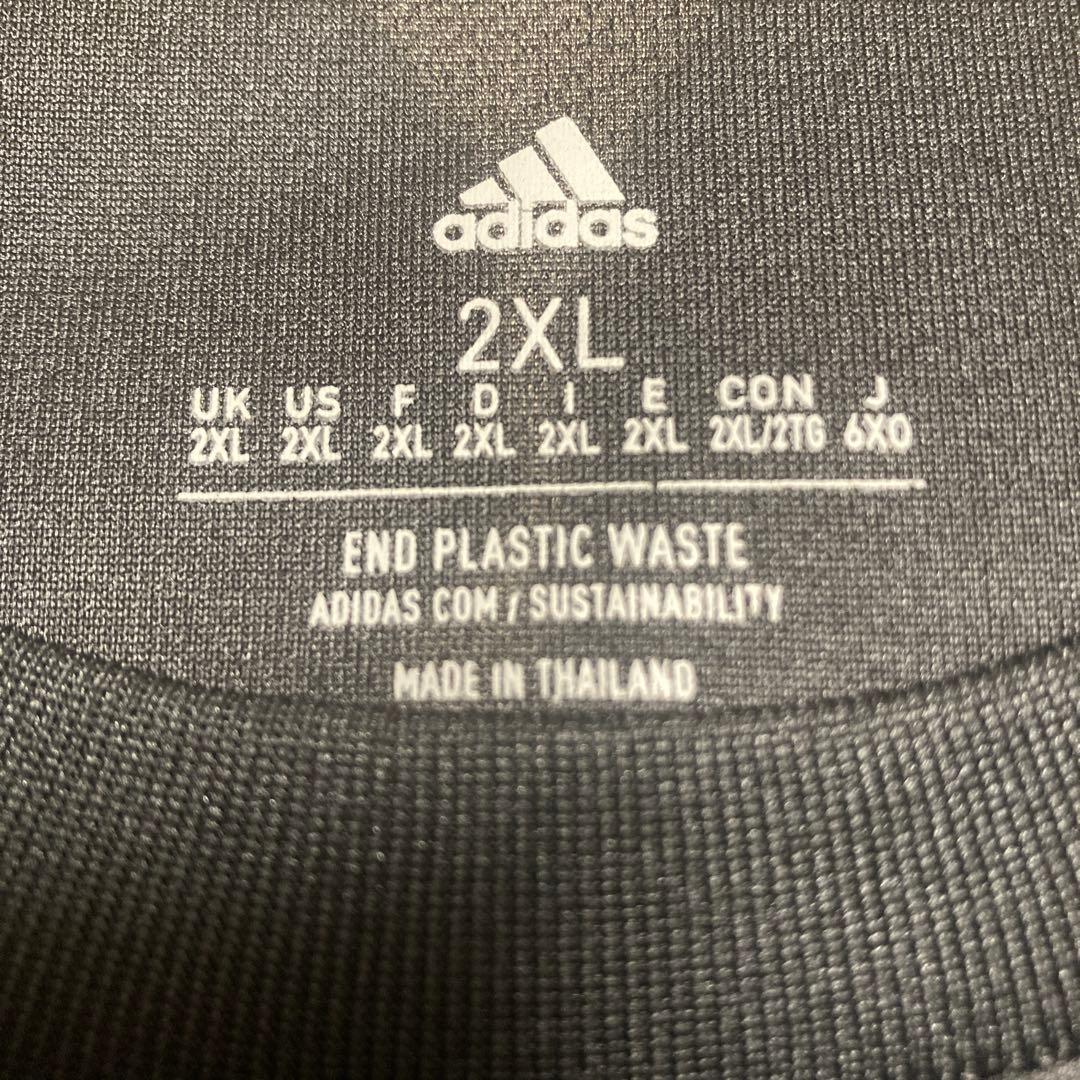 adidas
2XL
UK US F D I E CON J
2XL 2XL 2XL 2XL 2XL 2XL 2XL/2TG 6XO
END PLASTIC WASTE
ADIDAS COM / SUSTAINABILITY
MADE IN THAILAND